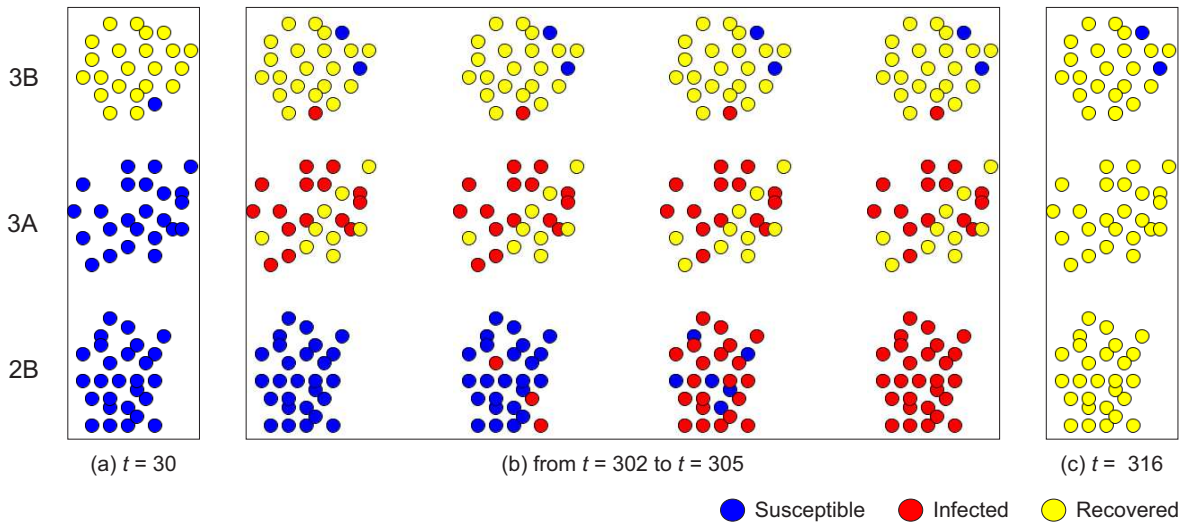 3B
3A
2B
(a) t = 30
(b) from t = 302 to t = 305
(c) t = 316
Susceptible
Infected
Recovered